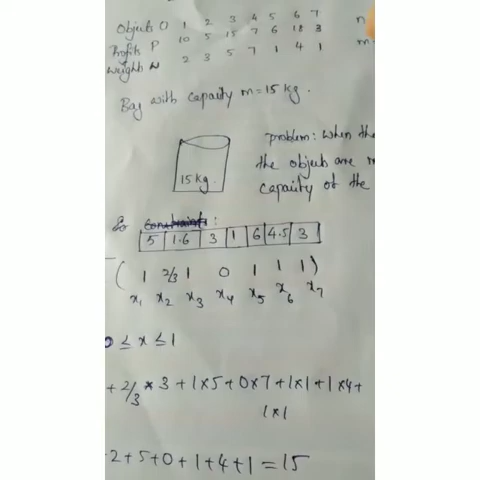 Objects O 1 2 3 4 5 6 7 n
Profits P 10 5 15 7 6 18 3
Weights W 2 3 5 7 1 4 1 m
Bag with capacity m = 15 kg.
problem: When the
the objects are
15 kg.
capacity of the
5 1.6 3 1 6 4.5 3
( 1 2/3 1 0 1 1 1 )
x₁ x₂ x₃ x₄ x₅ x₆ x₇
0 ≤ x ≤ 1
+ 2/3 * 3 + 1×5 + 0×7 + 1×1 + 1×4 +
1×1
2 + 5 + 0 + 1 + 4 + 1 = 15